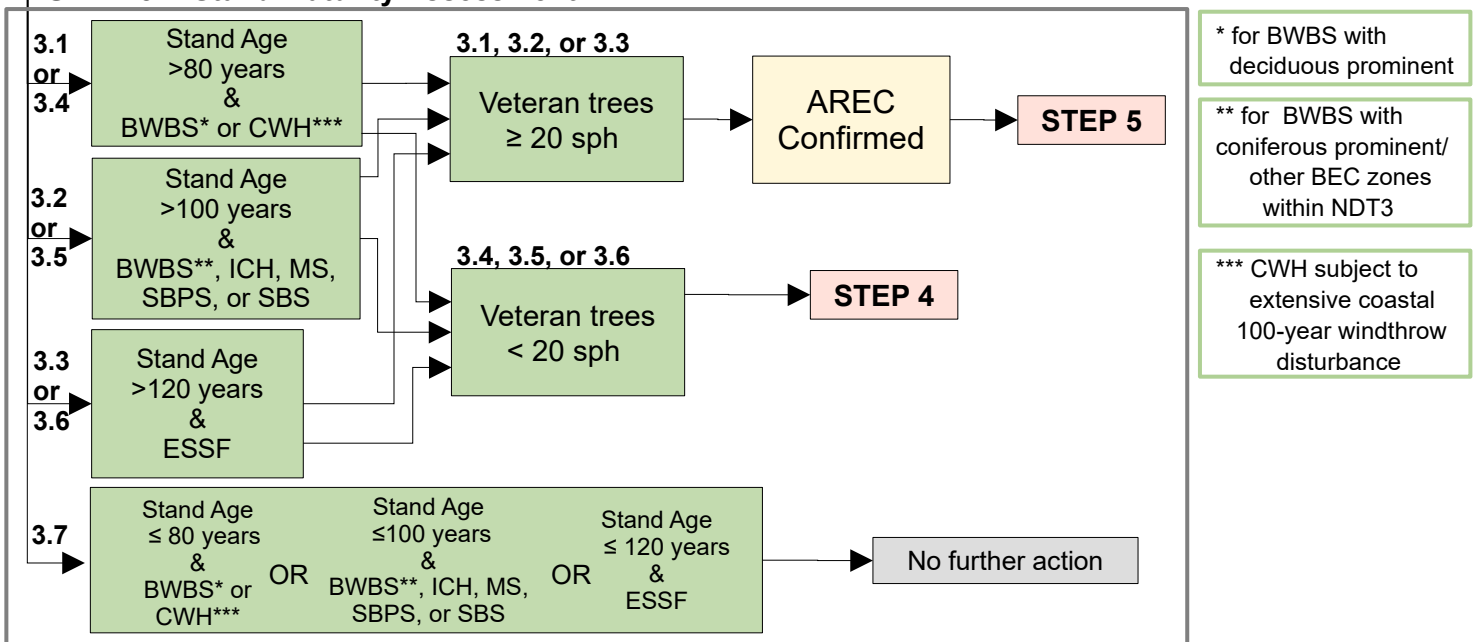 3.1
or
3.4
Stand Age
>80 years
&
BWBS* or CWH***
3.2
or
3.5
Stand Age
>100 years
&
BWBS**, ICH, MS,
SBPS, or SBS
3.3
or
3.6
Stand Age
>120 years
&
ESSF
3.1, 3.2, or 3.3
Veteran trees
≥ 20 sph
AREC
Confirmed
STEP 5
3.4, 3.5, or 3.6
Veteran trees
< 20 sph
STEP 4
3.7
Stand Age
≤ 80 years
&
BWBS* or
CWH***
OR
Stand Age
≤100 years
&
BWBS**, ICH, MS,
SBPS, or SBS
OR
Stand Age
≤ 120 years
&
ESSF
No further action
* for BWBS with
deciduous prominent
** for BWBS with
coniferous prominent/
other BEC zones
within NDT3
*** CWH subject to
extensive coastal
100-year windthrow
disturbance